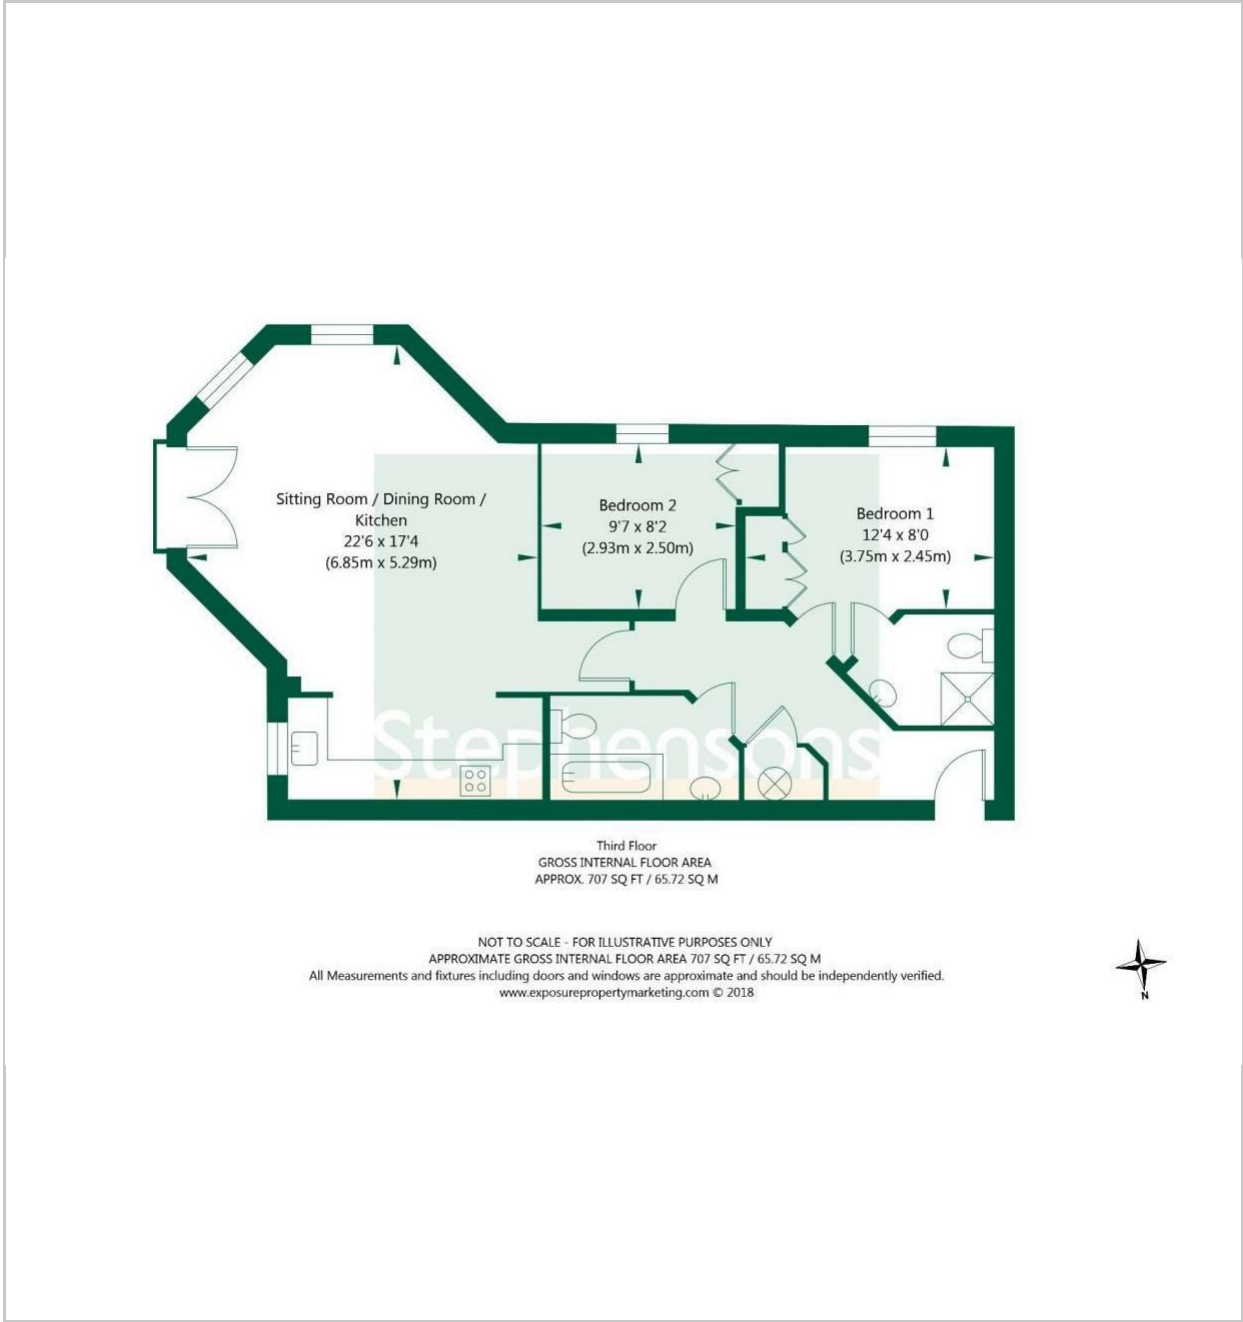 Sitting Room / Dining Room /
Kitchen
22'6 x 17'4
(6.85m x 5.29m)
Bedroom 2
9'7 x 8'2
(2.93m x 2.50m)
Bedroom 1
12'4 x 8'0
(3.75m x 2.45m)
Stephensons
Third Floor
GROSS INTERNAL FLOOR AREA
APPROX. 707 SQ FT / 65.72 SQ M
NOT TO SCALE - FOR ILLUSTRATIVE PURPOSES ONLY
APPROXIMATE GROSS INTERNAL FLOOR AREA 707 SQ FT / 65.72 SQ M
All Measurements and fixtures including doors and windows are approximate and should be independently verified.
www.exposurepropertymarketing.com © 2018
N